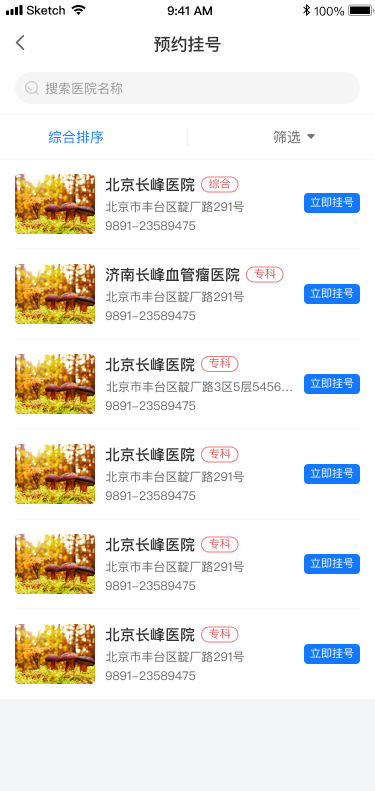 Sketch 9:41 AM 100%
预约挂号
搜索医院名称
综合排序 筛选
北京长峰医院 综合
北京市丰台区靛厂路291号 立即挂号
9891-23589475
济南长峰血管瘤医院 专科
北京市丰台区靛厂路291号 立即挂号
9891-23589475
北京长峰医院 专科
北京市丰台区靛厂路3区5层5456... 立即挂号
9891-23589475
北京长峰医院 专科
北京市丰台区靛厂路291号 立即挂号
9891-23589475
北京长峰医院 专科
北京市丰台区靛厂路291号 立即挂号
9891-23589475
北京长峰医院 专科
北京市丰台区靛厂路291号 立即挂号
9891-23589475